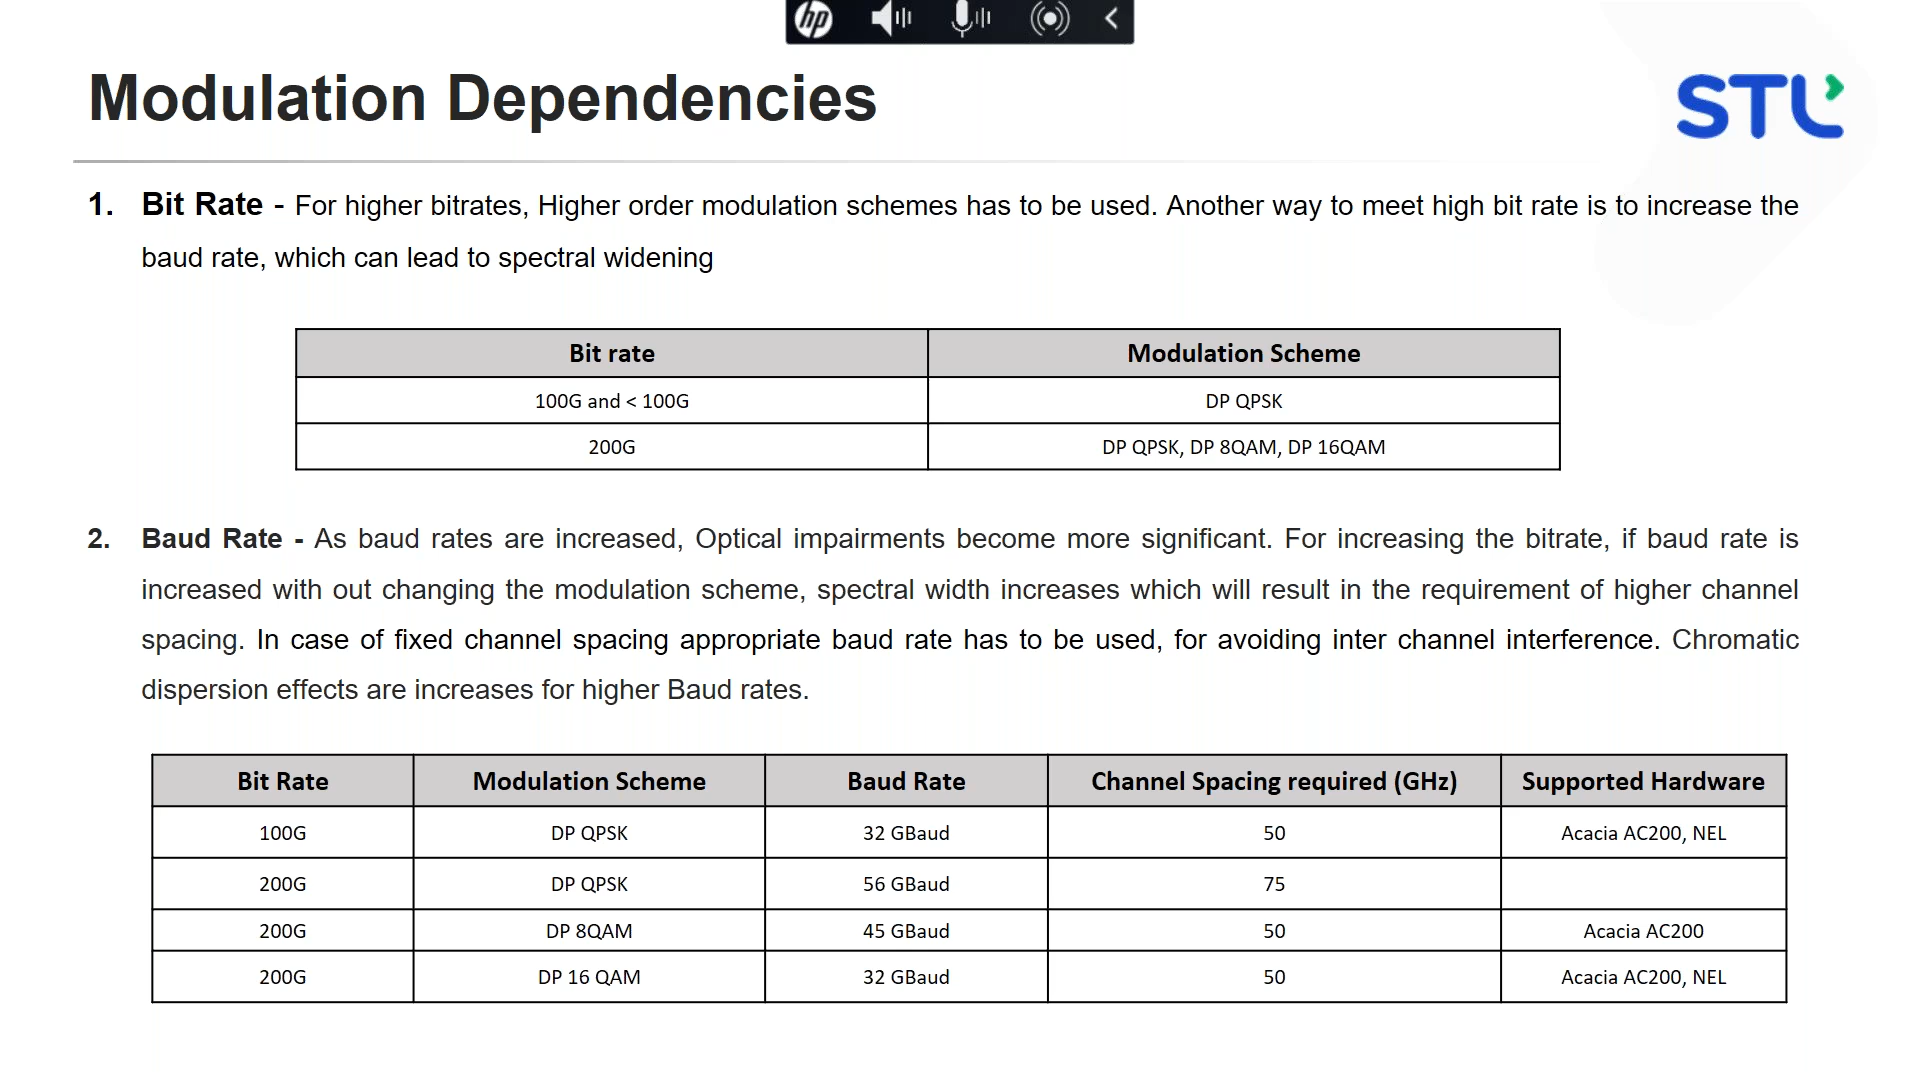 hp
Modulation Dependencies
STL
1. Bit Rate - For higher bitrates, Higher order modulation schemes has to be used. Another way to meet high bit rate is to increase the
baud rate, which can lead to spectral widening
Bit rate Modulation Scheme
100G and < 100G DP QPSK
200G DP QPSK, DP 8QAM, DP 16QAM
2. Baud Rate - As baud rates are increased, Optical impairments become more significant. For increasing the bitrate, if baud rate is
increased with out changing the modulation scheme, spectral width increases which will result in the requirement of higher channel
spacing. In case of fixed channel spacing appropriate baud rate has to be used, for avoiding inter channel interference. Chromatic
dispersion effects are increases for higher Baud rates.
Bit Rate Modulation Scheme Baud Rate Channel Spacing required (GHz) Supported Hardware
100G DP QPSK 32 GBaud 50 Acacia AC200, NEL
200G DP QPSK 56 GBaud 75
200G DP 8QAM 45 GBaud 50 Acacia AC200
200G DP 16 QAM 32 GBaud 50 Acacia AC200, NEL